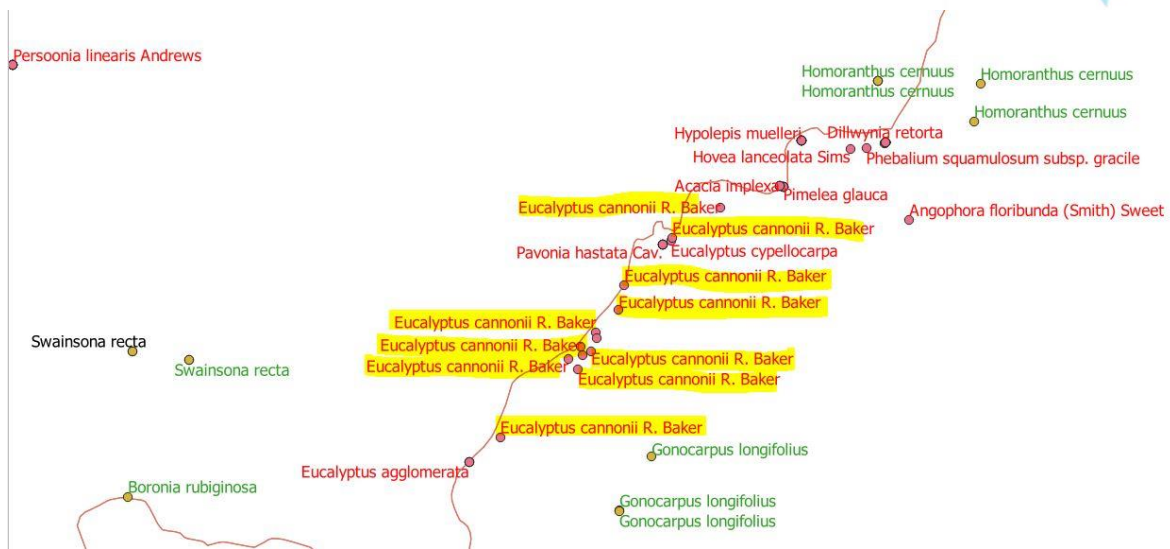 Persoonia linearis Andrews
Homoranthus cernuus
Homoranthus cernuus
Homoranthus cernuus
Homoranthus cernuus
Hypolepis muelleri
Dillwynia retorta
Hovea lanceolata Sims
Phebalium squamulosum subsp. gracile
Acacia implexa
Pimelea glauca
Eucalyptus cannonii R. Baker
Angophora floribunda (Smith) Sweet
Eucalyptus cannonii R. Baker
Pavonia hastata Cav.
Eucalyptus cypellocarpa
Eucalyptus cannonii R. Baker
Eucalyptus cannonii R. Baker
Eucalyptus cannonii R. Baker
Swainsona recta
Eucalyptus cannonii R. Baker
Eucalyptus cannonii R. Baker
Swainsona recta
Eucalyptus cannonii R. Baker
Eucalyptus cannonii R. Baker
Eucalyptus cannonii R. Baker
Gonocarpus longifolius
Eucalyptus agglomerata
Boronia rubiginosa
Gonocarpus longifolius
Gonocarpus longifolius